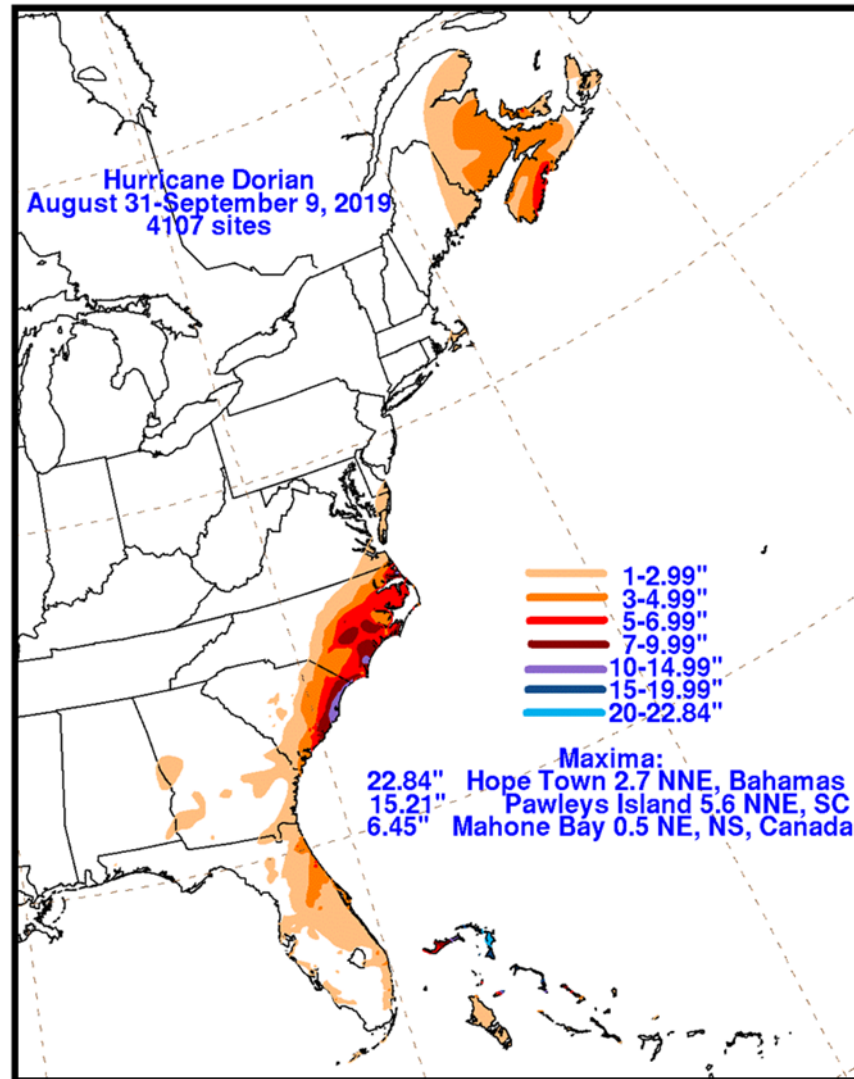 Hurricane Dorian
August 31-September 9, 2019
4107 sites
1-2.99"
3-4.99"
5-6.99"
7-9.99"
10-14.99"
15-19.99"
20-22.84"
Maxima:
22.84" Hope Town 2.7 NNE, Bahamas
15.21" Pawleys Island 5.6 NNE, SC
6.45" Mahone Bay 0.5 NE, NS, Canada